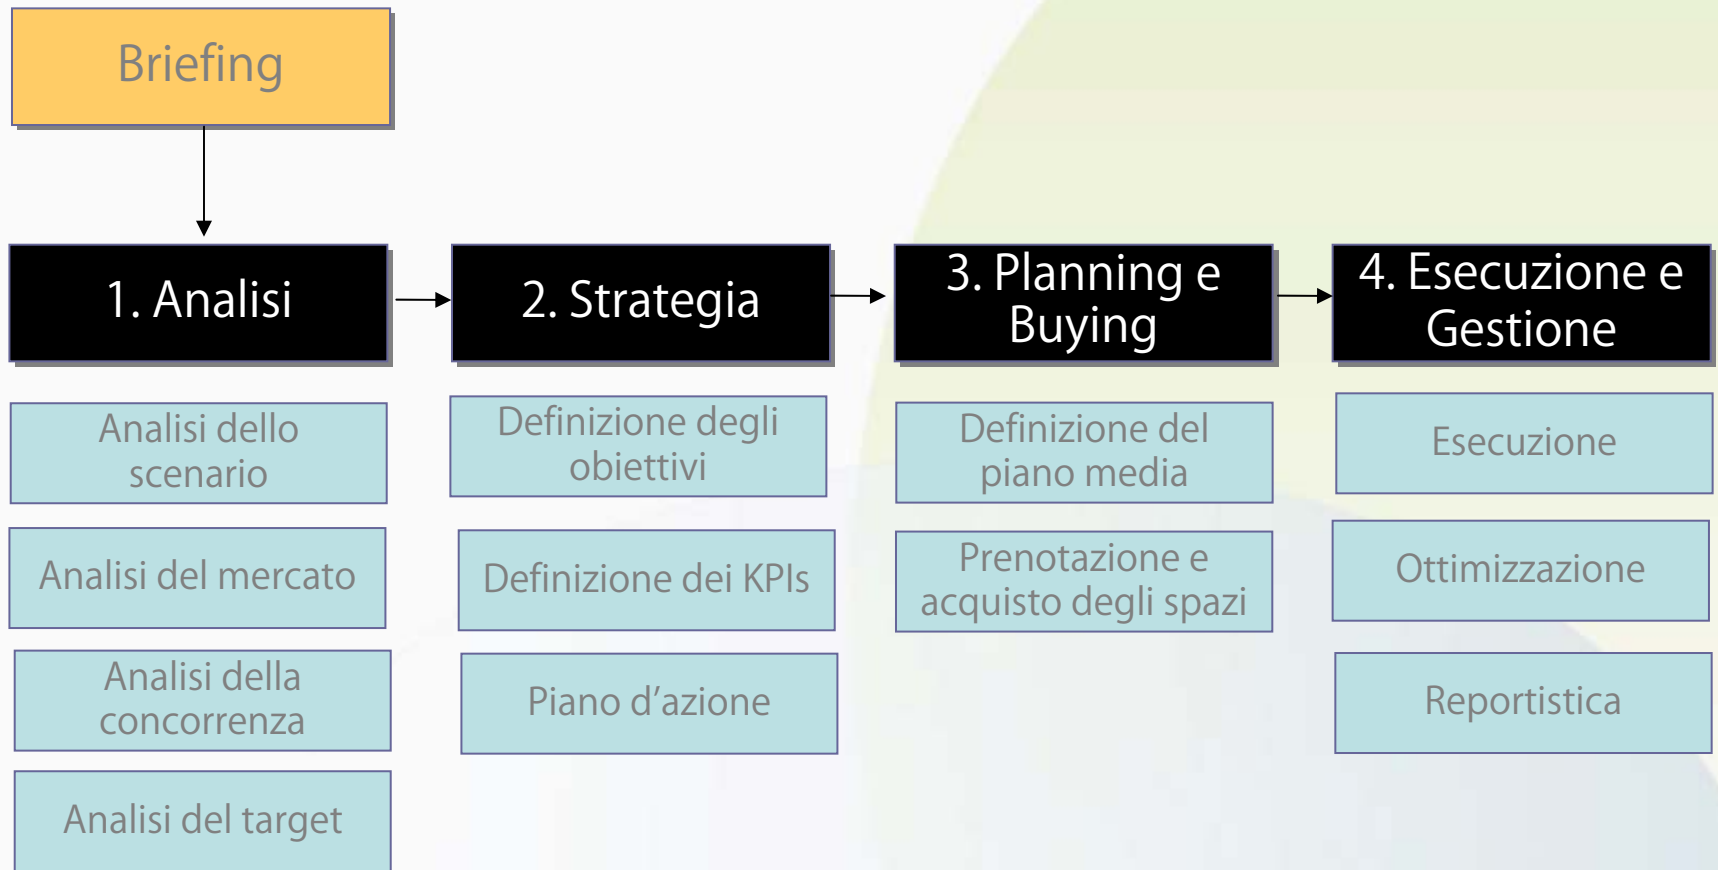 Briefing
1. Analisi
2. Strategia
3. Planning e
Buying
4. Esecuzione e
Gestione
Analisi dello
scenario
Analisi del mercato
Analisi della
concorrenza
Analisi del target
Definizione degli
obiettivi
Definizione dei KPIs
Piano d’azione
Definizione del
piano media
Prenotazione e
acquisto degli spazi
Esecuzione
Ottimizzazione
Reportistica